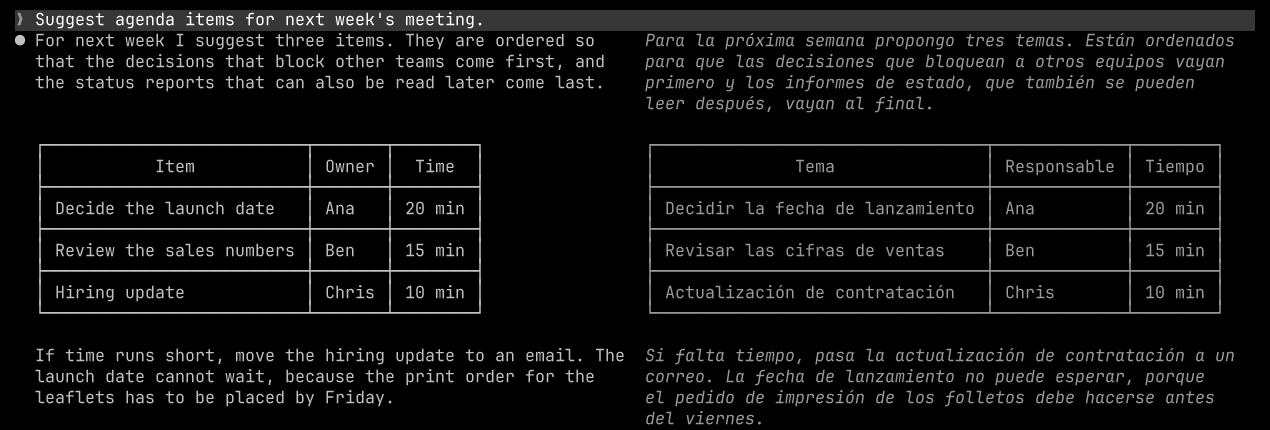 ❯ Suggest agenda items for next week's meeting.
● For next week I suggest three items. They are ordered so
that the decisions that block other teams come first, and
the status reports that can also be read later come last.
Item Owner Time
Decide the launch date Ana 20 min
Review the sales numbers Ben 15 min
Hiring update Chris 10 min
If time runs short, move the hiring update to an email. The
launch date cannot wait, because the print order for the
leaflets has to be placed by Friday.
Para la próxima semana propongo tres temas. Están ordenados
para que las decisiones que bloquean a otros equipos vayan
primero y los informes de estado, que también se pueden
leer después, vayan al final.
Tema Responsable Tiempo
Decidir la fecha de lanzamiento Ana 20 min
Revisar las cifras de ventas Ben 15 min
Actualización de contratación Chris 10 min
Si falta tiempo, pasa la actualización de contratación a un
correo. La fecha de lanzamiento no puede esperar, porque
el pedido de impresión de los folletos debe hacerse antes
del viernes.